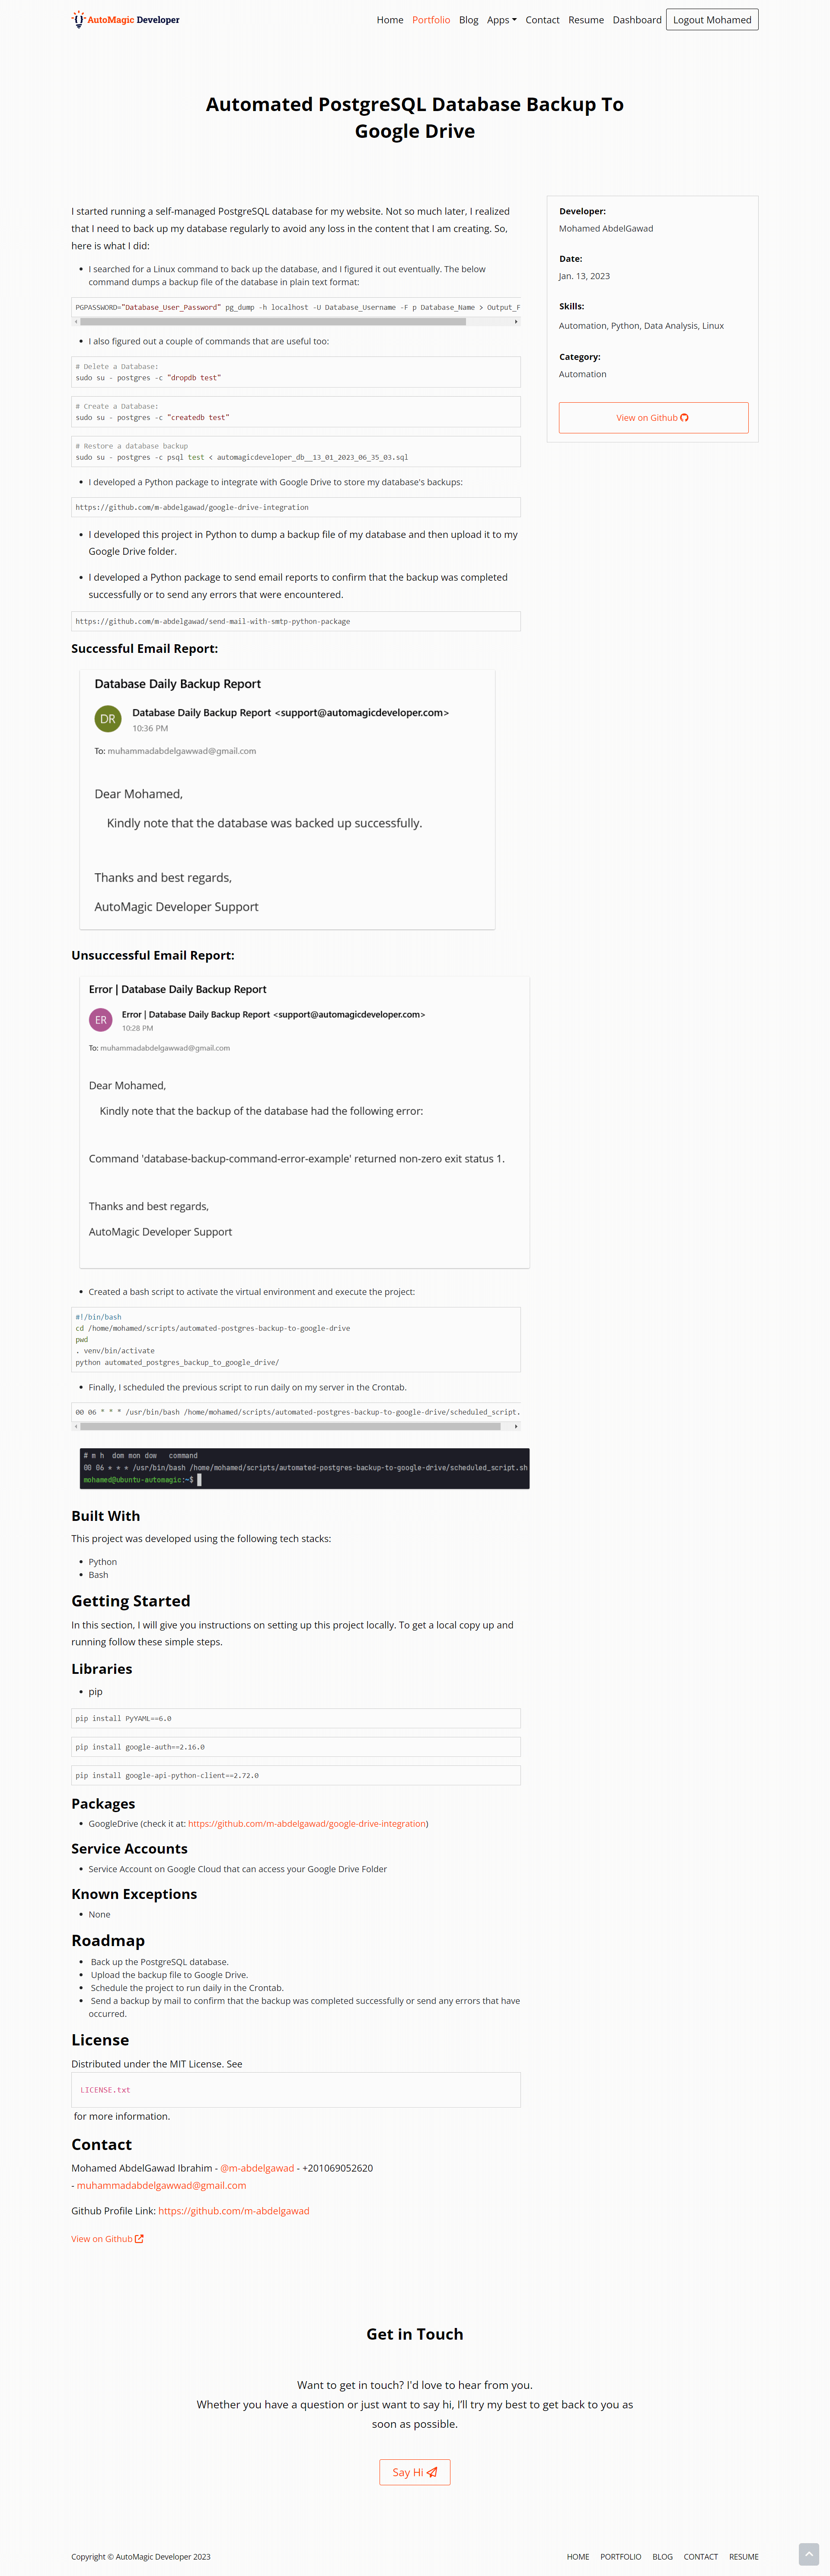 AutoMagic Developer
Home Portfolio Blog Apps Contact Resume Dashboard Logout Mohamed
Automated PostgreSQL Database Backup To
Google Drive
I started running a self-managed PostgreSQL database for my website. Not so much later, I realized
that I need to back up my database regularly to avoid any loss in the content that I am creating. So,
here is what I did:
• I searched for a Linux command to back up the database, and I figured it out eventually. The below
command dumps a backup file of the database in plain text format:
PGPASSWORD="Database_User_Password" pg_dump -h localhost -U Database_Username -F p Database_Name > Output_F
• I also figured out a couple of commands that are useful too:
# Delete a Database:
sudo su - postgres -c "dropdb test"
# Create a Database:
sudo su - postgres -c "createdb test"
# Restore a database backup
sudo su - postgres -c psql test < automagicdeveloper_db__13_01_2023_06_35_03.sql
• I developed a Python package to integrate with Google Drive to store my database's backups:
https://github.com/m-abdelgawad/google-drive-integration
• I developed this project in Python to dump a backup file of my database and then upload it to my
Google Drive folder.
• I developed a Python package to send email reports to confirm that the backup was completed
successfully or to send any errors that were encountered.
https://github.com/m-abdelgawad/send-mail-with-smtp-python-package
Developer:
Mohamed AbdelGawad
Date:
Jan. 13, 2023
Skills:
Automation, Python, Data Analysis, Linux
Category:
Automation
View on Github
Successful Email Report:
Database Daily Backup Report
DR
Database Daily Backup Report <support@automagicdeveloper.com>
10:36 PM
To: muhammadabdelgawwad@gmail.com
Dear Mohamed,
Kindly note that the database was backed up successfully.
Thanks and best regards,
AutoMagic Developer Support
Unsuccessful Email Report:
Error | Database Daily Backup Report
ER
Error | Database Daily Backup Report <support@automagicdeveloper.com>
10:28 PM
To: muhammadabdelgawwad@gmail.com
Dear Mohamed,
Kindly note that the backup of the database had the following error:
Command 'database-backup-command-error-example' returned non-zero exit status 1.
Thanks and best regards,
AutoMagic Developer Support
• Created a bash script to activate the virtual environment and execute the project:
#!/bin/bash
cd /home/mohamed/scripts/automated-postgres-backup-to-google-drive
pwd
. venv/bin/activate
python automated_postgres_backup_to_google_drive/
• Finally, I scheduled the previous script to run daily on my server in the Crontab.
00 06 * * * /usr/bin/bash /home/mohamed/scripts/automated-postgres-backup-to-google-drive/scheduled_script.
# m h  dom mon dow   command
00 06 * * * /usr/bin/bash /home/mohamed/scripts/automated-postgres-backup-to-google-drive/scheduled_script.sh
mohamed@ubuntu-automagic:~$
Built With
This project was developed using the following tech stacks:
• Python
• Bash
Getting Started
In this section, I will give you instructions on setting up this project locally. To get a local copy up and
running follow these simple steps.
Libraries
• pip
pip install PyYAML==6.0
pip install google-auth==2.16.0
pip install google-api-python-client==2.72.0
Packages
• GoogleDrive (check it at: https://github.com/m-abdelgawad/google-drive-integration)
Service Accounts
• Service Account on Google Cloud that can access your Google Drive Folder
Known Exceptions
• None
Roadmap
• Back up the PostgreSQL database.
• Upload the backup file to Google Drive.
• Schedule the project to run daily in the Crontab.
• Send a backup by mail to confirm that the backup was completed successfully or send any errors that have
occurred.
License
Distributed under the MIT License. See
LICENSE.txt
for more information.
Contact
Mohamed AbdelGawad Ibrahim - @m-abdelgawad - +201069052620
- muhammadabdelgawwad@gmail.com
Github Profile Link: https://github.com/m-abdelgawad
View on Github
Get in Touch
Want to get in touch? I'd love to hear from you.
Whether you have a question or just want to say hi, I'll try my best to get back to you as
soon as possible.
Say Hi
Copyright © AutoMagic Developer 2023
HOME PORTFOLIO BLOG CONTACT RESUME